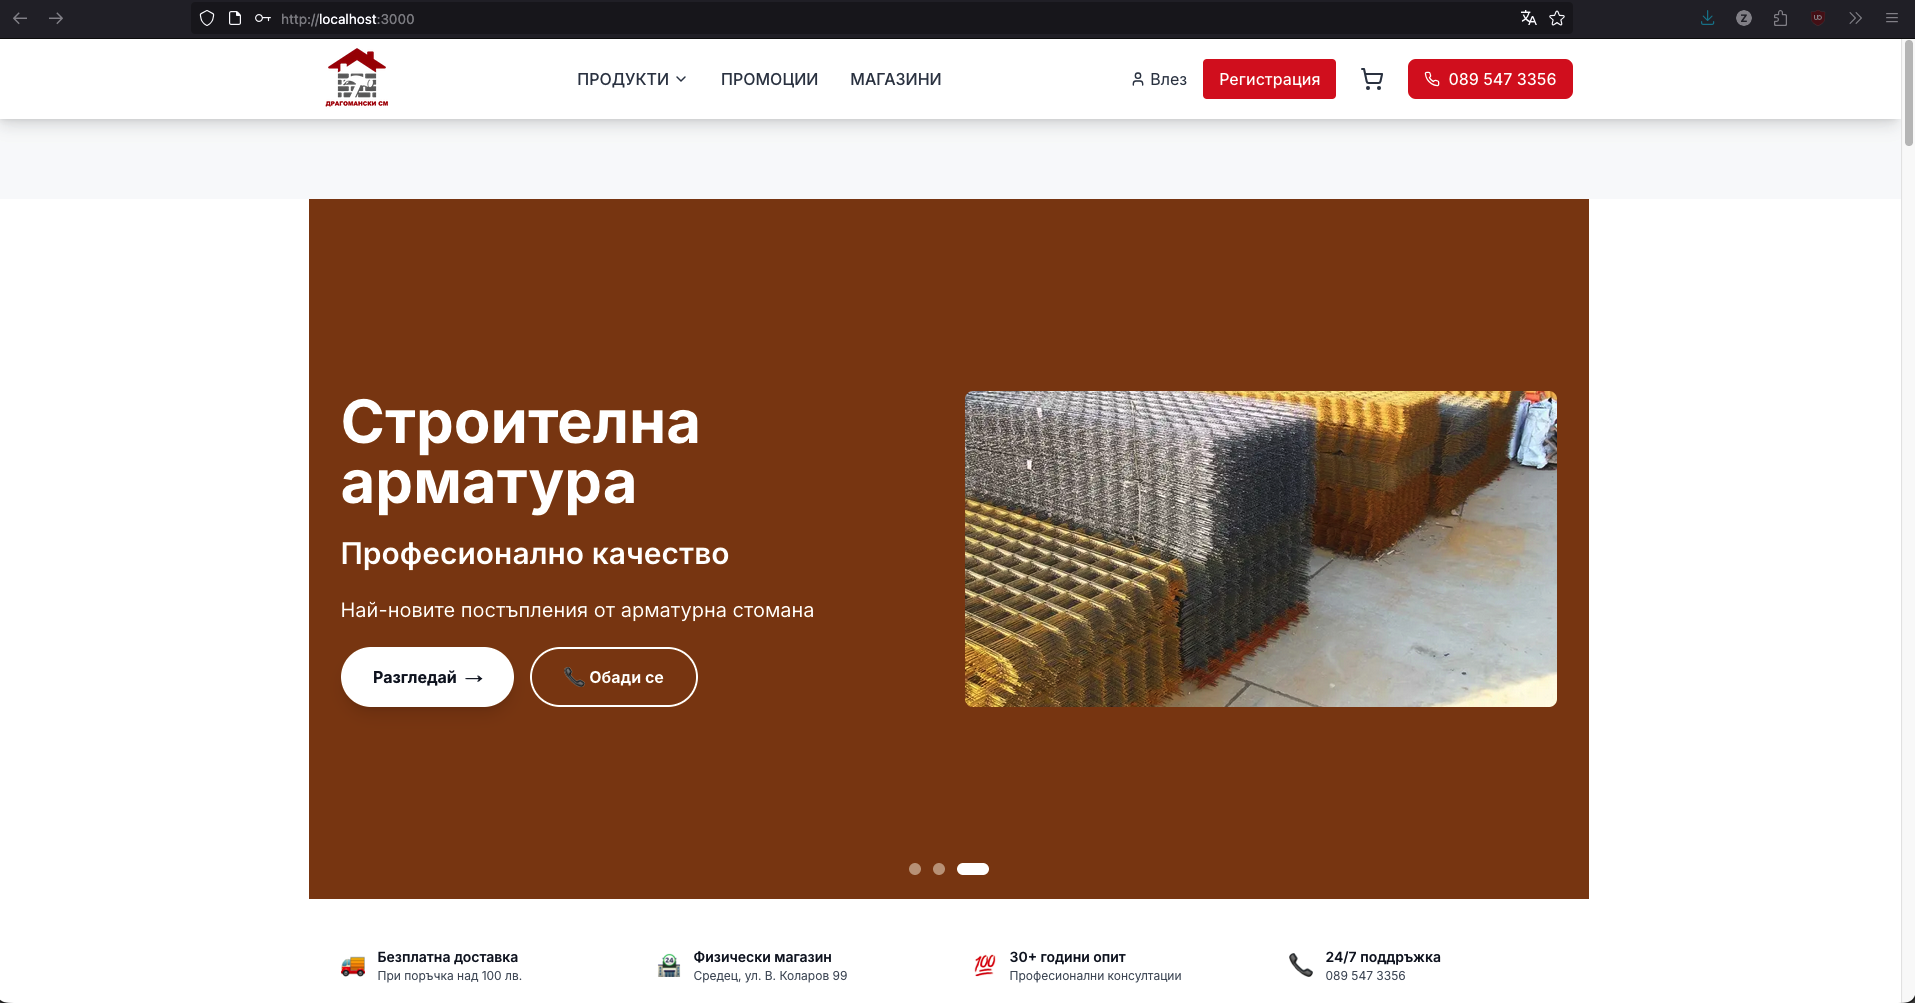 http://localhost:3000
ДРАГОМАНСКИ СМ
ПРОДУКТИ
ПРОМОЦИИ
МАГАЗИНИ
Влез
Регистрация
089 547 3356
Строителна
арматура
Професионално качество
Най-новите постъпления от арматурна стомана
Разгледай →
Обади се
Безплатна доставка
При поръчка над 100 лв.
Физически магазин
Средец, ул. В. Коларов 99
30+ години опит
Професионални консултации
24/7 поддръжка
089 547 3356